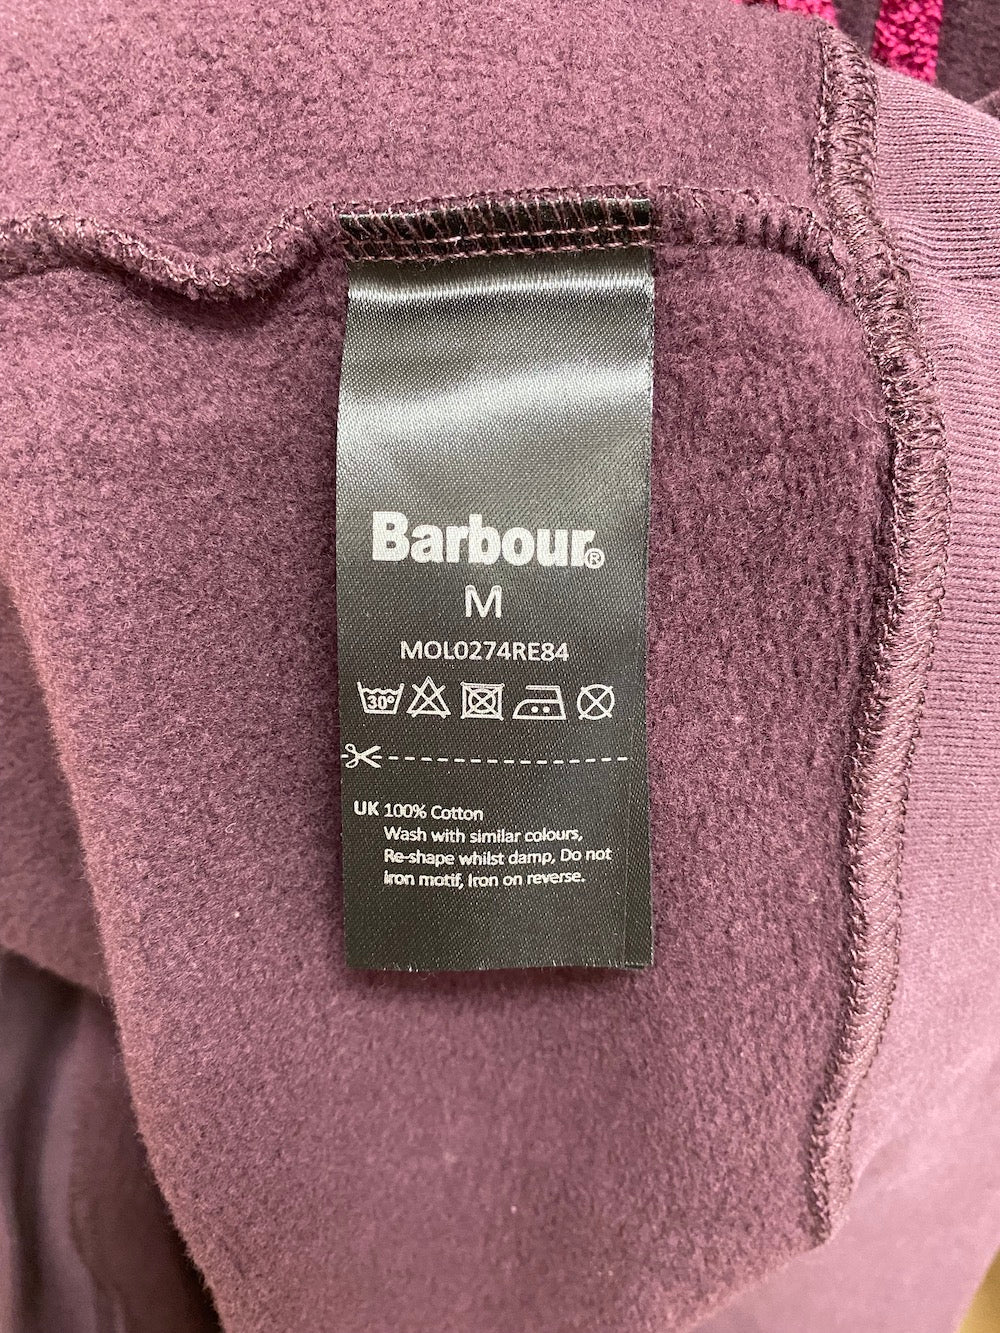 Barbour®
M
MOL0274RE84
30°
UK 100% Cotton
Wash with similar colours,
Re-shape whilst damp, Do not
iron motif, Iron on reverse.